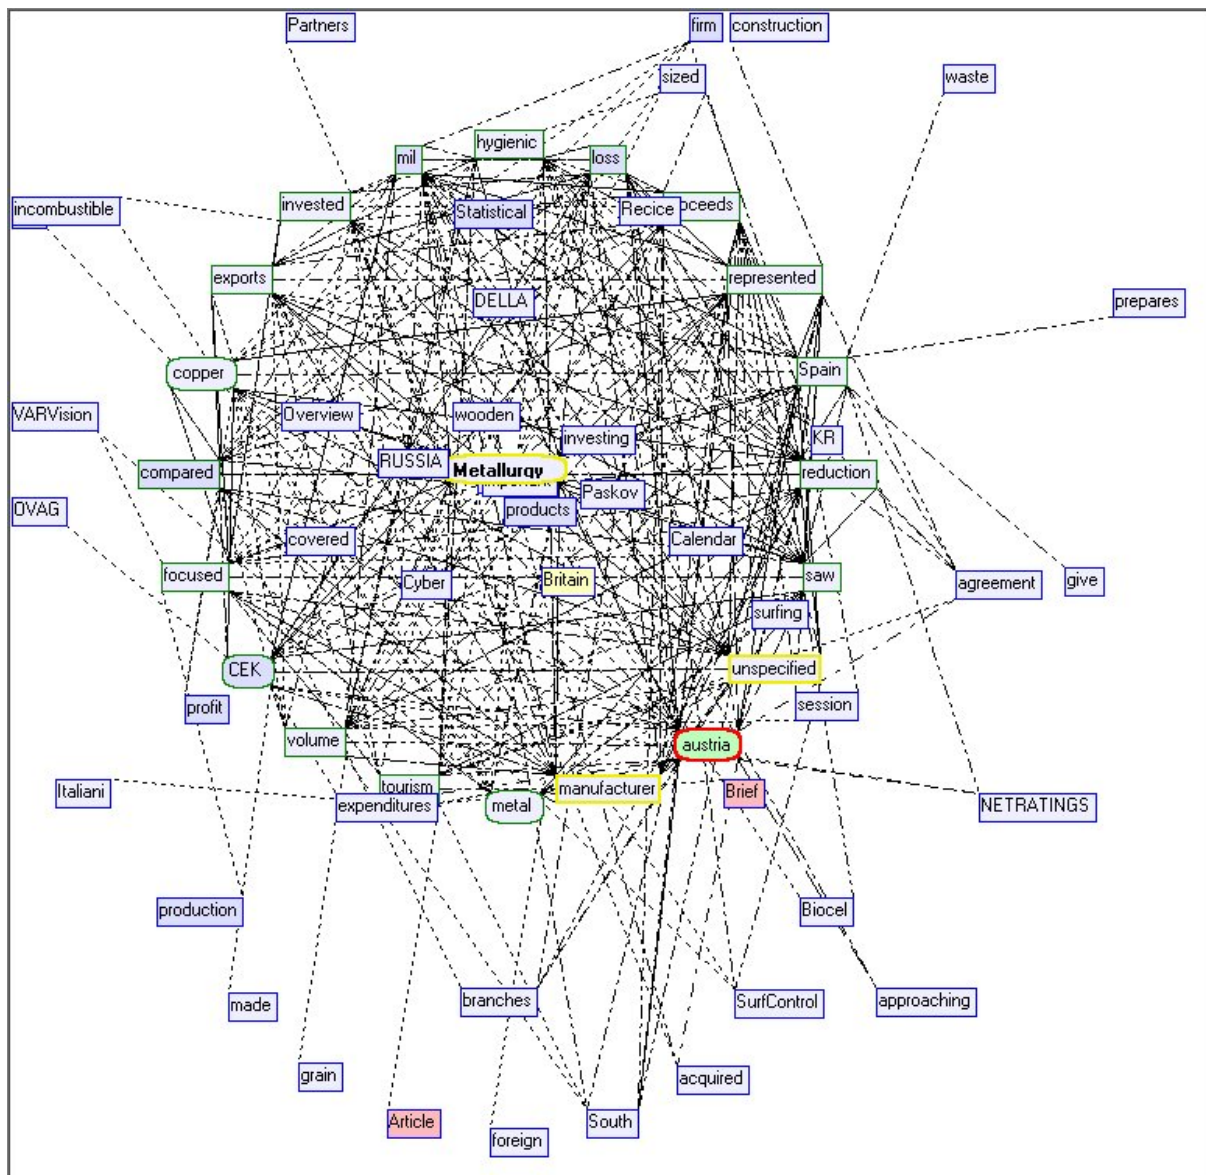 Partners
firm
construction
sized
waste
hygienic
mil
loss
invested
Statistical
Recice
oceeds
incombustible
exports
represented
DELLA
prepares
copper
Spain
VARVision
Overview
wooden
investing
KR
RUSSIA
Metallurgy
compared
reduction
Paskov
products
OVAG
covered
Calendar
focused
Cyber
Britain
saw
agreement
give
surfing
CEK
unspecified
profit
session
volume
austria
Italiani
tourism
expenditures
metal
manufacturer
Brief
NETRATINGS
production
Biocel
made
branches
SurfControl
approaching
grain
acquired
Article
South
foreign